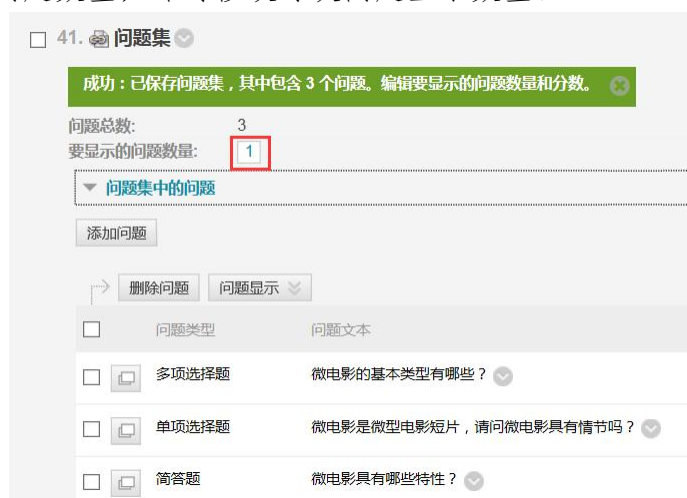 41. 问题集
成功：已保存问题集，其中包含 3 个问题。编辑要显示的问题数量和分数。
问题总数: 3
要显示的问题数量: 1
问题集中的问题
添加问题
删除问题 问题显示
问题类型 问题文本
多项选择题 微电影的基本类型有哪些？
单项选择题 微电影是微型电影短片，请问微电影具有情节吗？
简答题 微电影具有哪些特性？